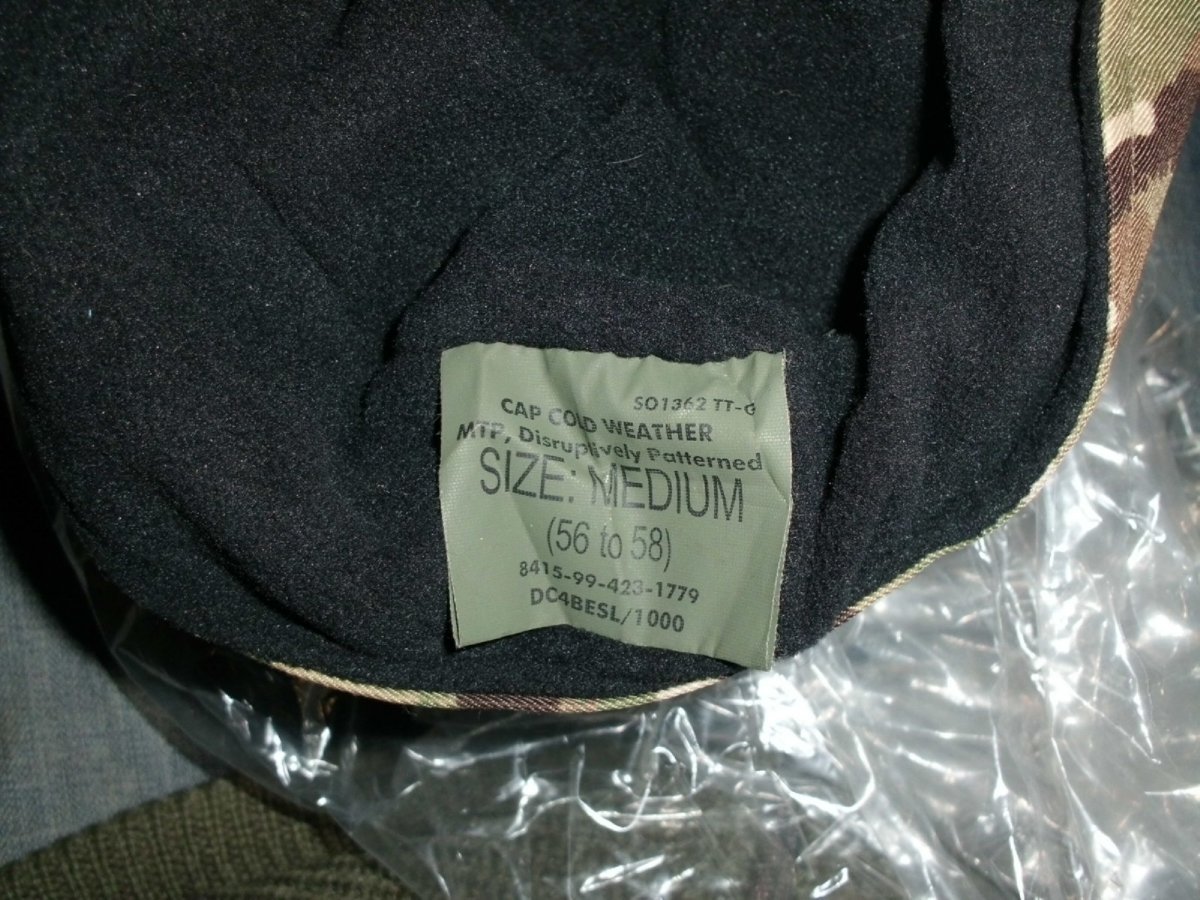 SO1362 TT-G
CAP COLD WEATHER
MTP, Disruptively Patterned
SIZE: MEDIUM
(56 to 58)
8415-99-423-1779
DC4BESL/1000